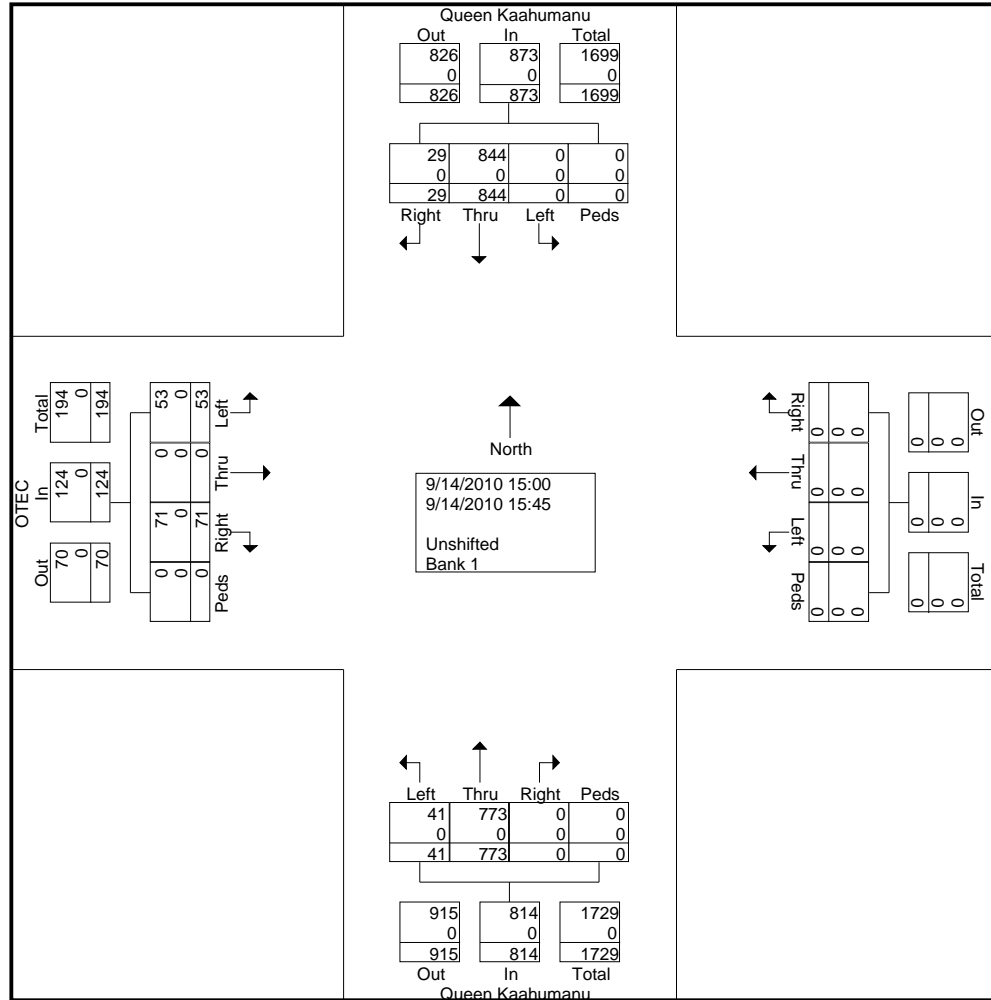 Queen Kaahumanu
Out In Total
826 873 1699
0 0 0
826 873 1699
29 844 0 0
0 0 0 0
29 844 0 0
Right Thru Left Peds
OTEC
Total
194 0 194
In
124 0 124
Out
70 0 70
53 0 53
Left
0 0 0
Thru
71 0 71
Right
0 0 0
Peds
North
9/14/2010 15:00
9/14/2010 15:45
Unshifted
Bank 1
Right
0 0 0
Thru
0 0 0
Left
0 0 0
Peds
0 0 0
Out
0 0 0
In
0 0 0
Total
0 0 0
Left Thru Right Peds
41 773 0 0
0 0 0 0
41 773 0 0
915 814 1729
0 0 0
915 814 1729
Out In Total
Queen Kaahumanu